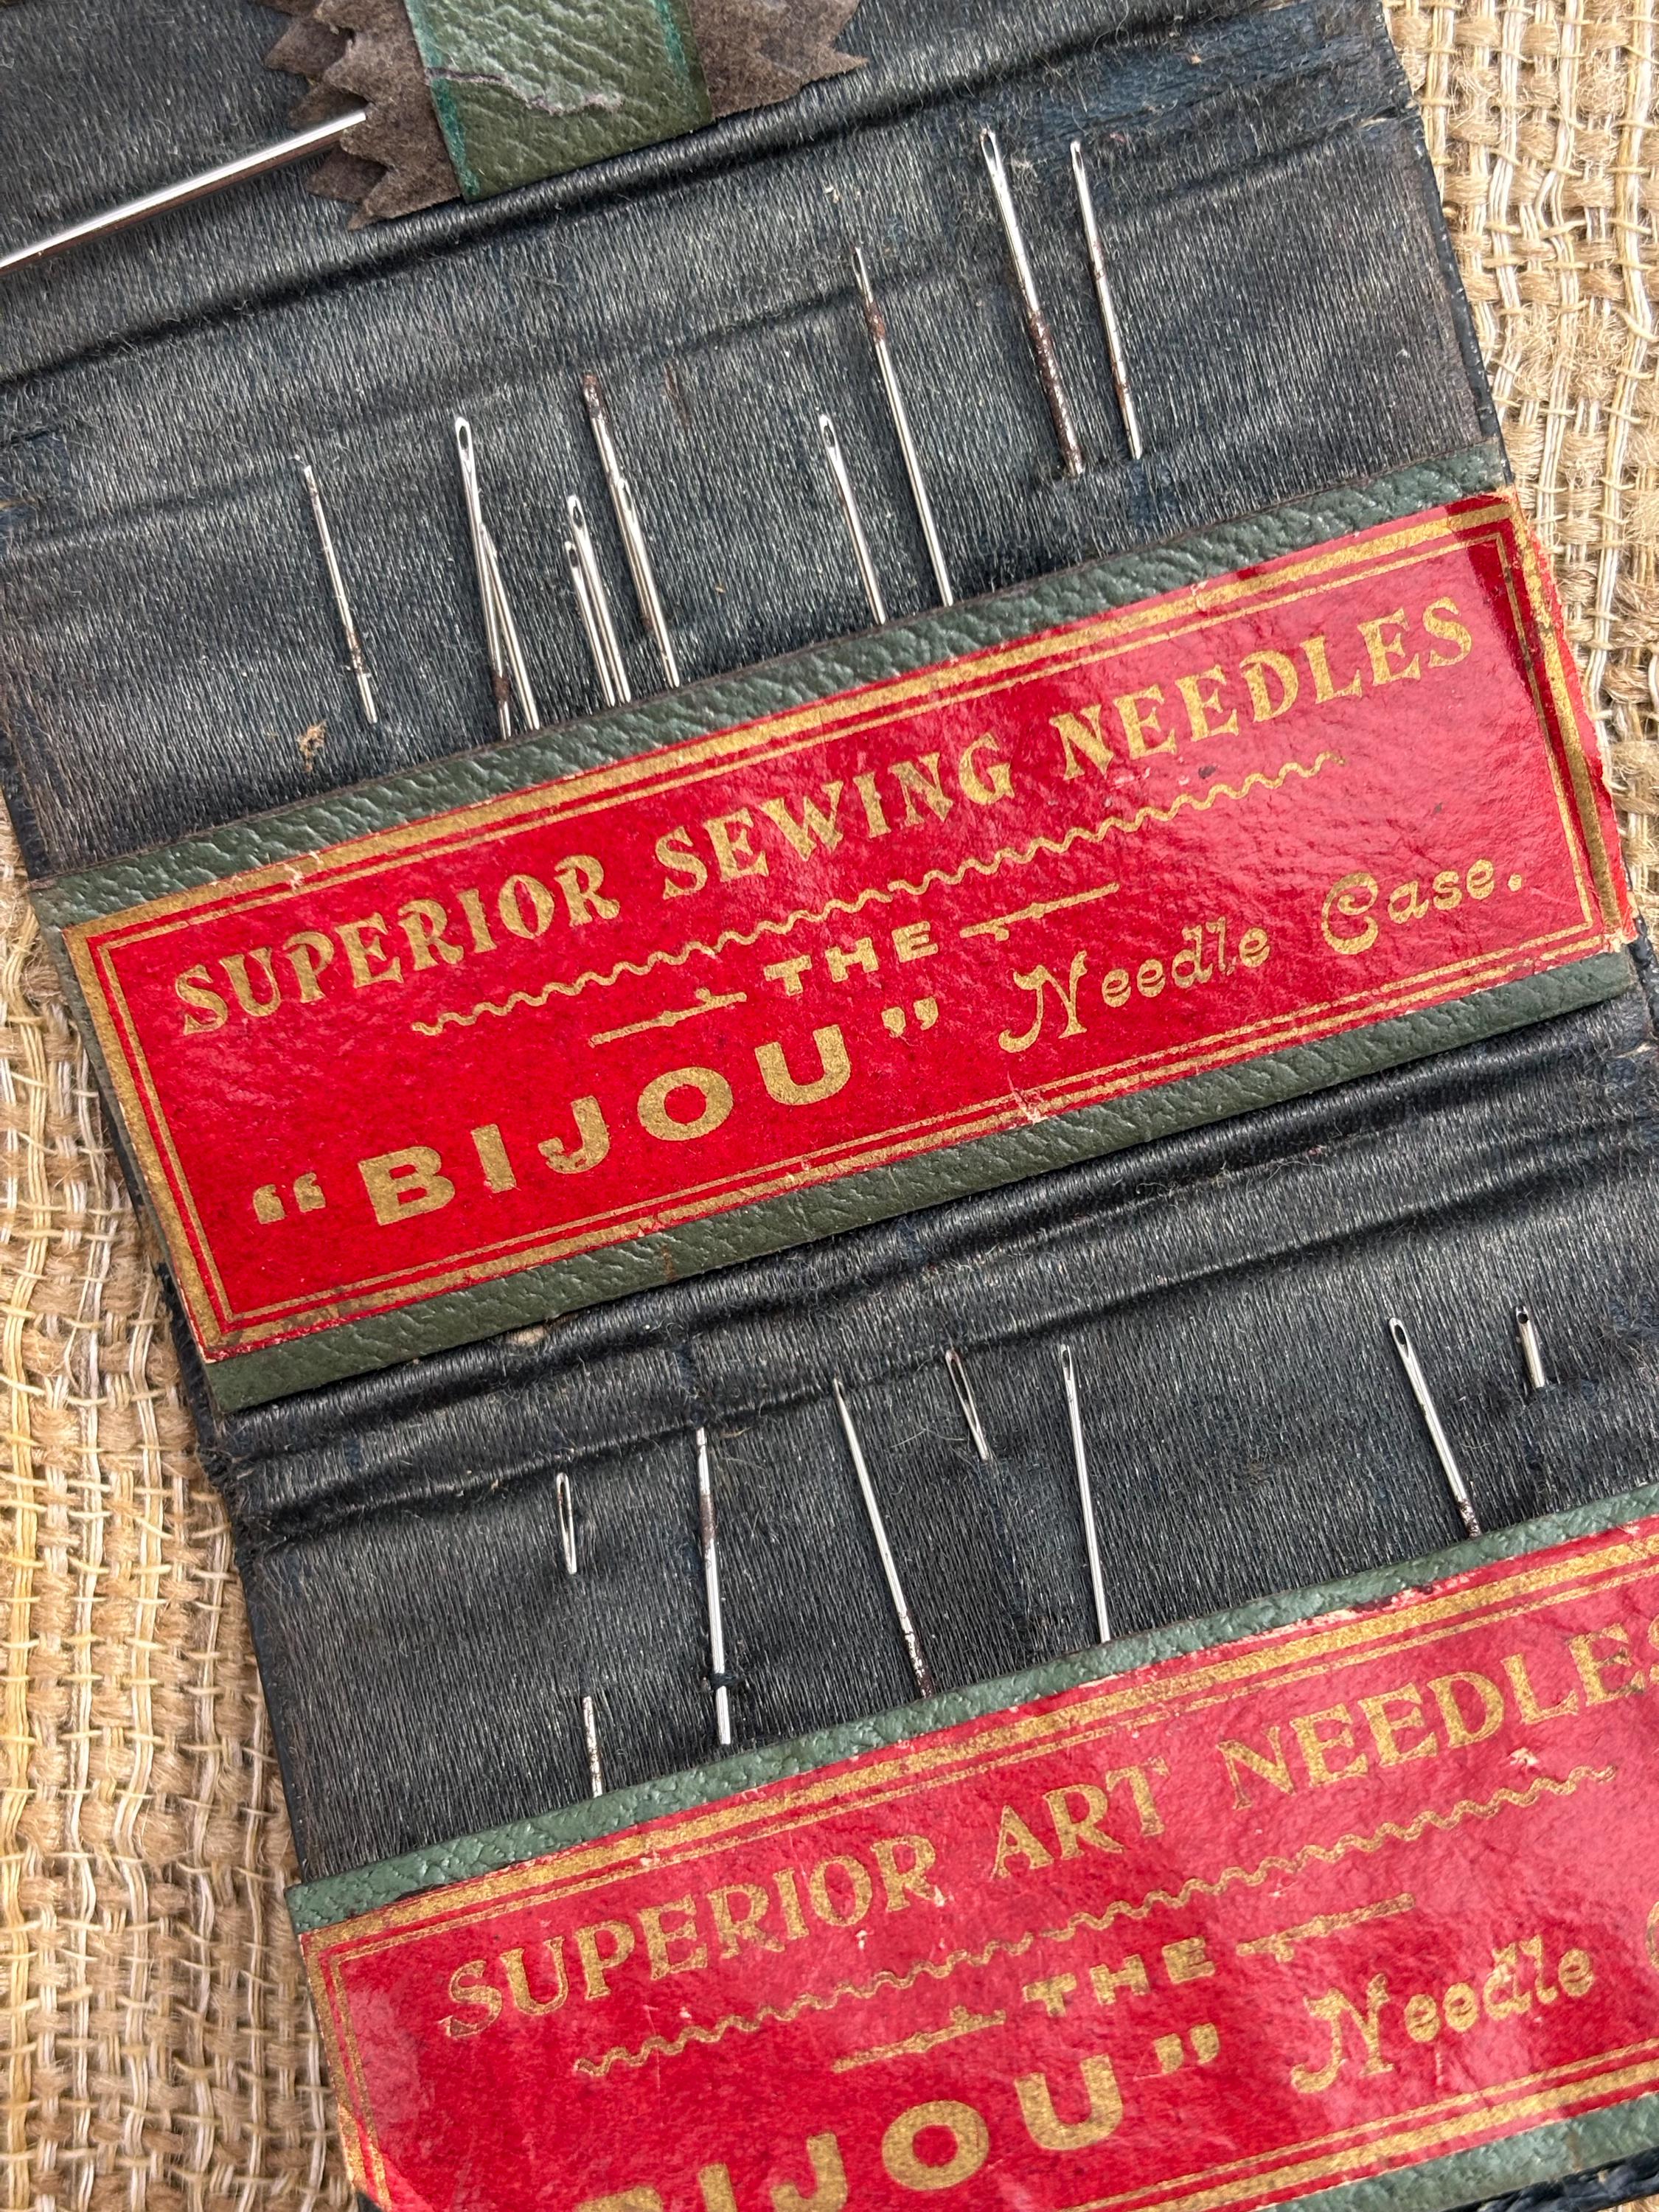 SUPERIOR SEWING NEEDLES
THE
"BIJOU" Needle Case.
SUPERIOR ART NEEDLES
THE
BIJOU" Needle